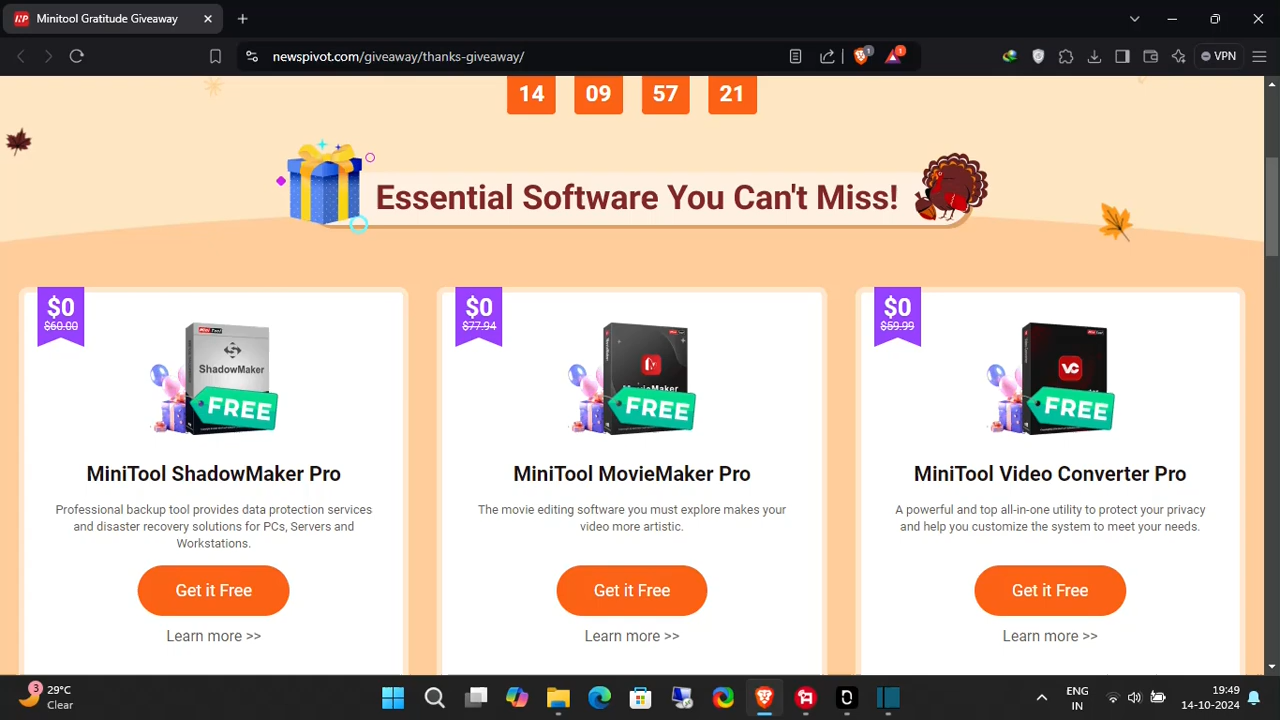 Minitool Gratitude Giveaway
newspivot.com/giveaway/thanks-giveaway/
1
1
VPN
14 09 57 21
Essential Software You Can't Miss!
$0
$60.00
ShadowMaker
FREE
MiniTool ShadowMaker Pro
Professional backup tool provides data protection services
and disaster recovery solutions for PCs, Servers and
Workstations.
Get it Free
Learn more >>
$0
$77.94
MovieMaker
FREE
MiniTool MovieMaker Pro
The movie editing software you must explore makes your
video more artistic.
Get it Free
Learn more >>
$0
$59.99
VC
FREE
MiniTool Video Converter Pro
A powerful and top all-in-one utility to protect your privacy
and help you customize the system to meet your needs.
Get it Free
Learn more >>
3
29°C
Clear
ENG
IN
19:49
14-10-2024